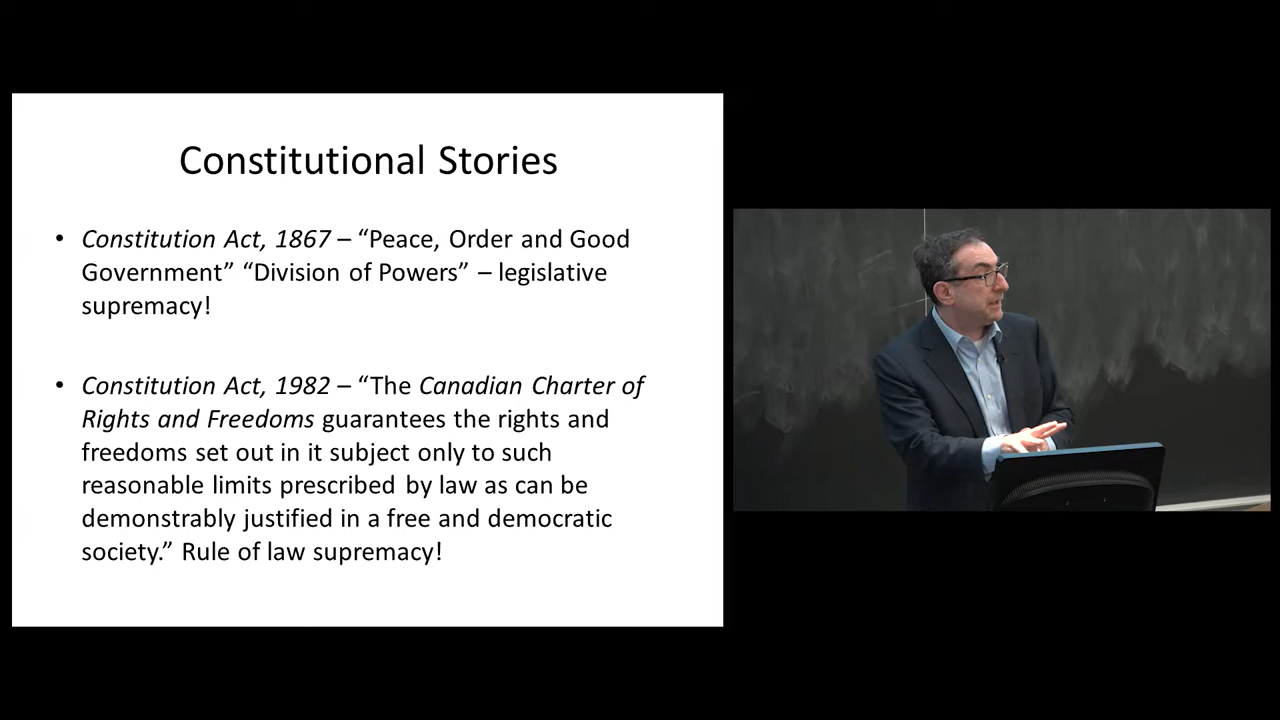 Constitutional Stories
• Constitution Act, 1867 – “Peace, Order and Good
Government” “Division of Powers” – legislative
supremacy!
• Constitution Act, 1982 – “The Canadian Charter of
Rights and Freedoms guarantees the rights and
freedoms set out in it subject only to such
reasonable limits prescribed by law as can be
demonstrably justified in a free and democratic
society.” Rule of law supremacy!